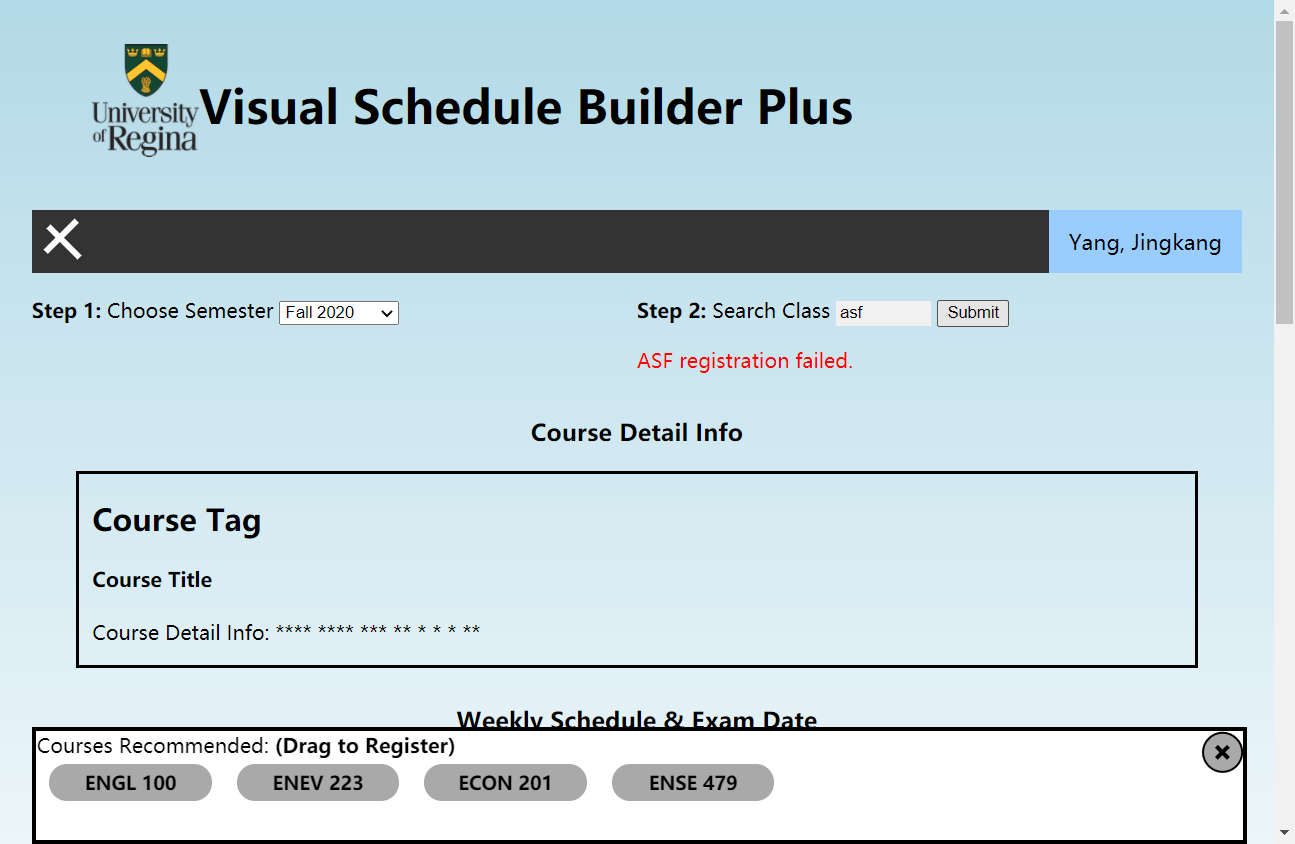 University
of Regina
Visual Schedule Builder Plus
Yang, Jingkang
Step 1: Choose Semester Fall 2020
Step 2: Search Class asf Submit
ASF registration failed.
Course Detail Info
Course Tag
Course Title
Course Detail Info: **** **** *** ** * * * **
Weekly Schedule & Exam Date
Courses Recommended: (Drag to Register)
ENGL 100 ENEV 223 ECON 201 ENSE 479